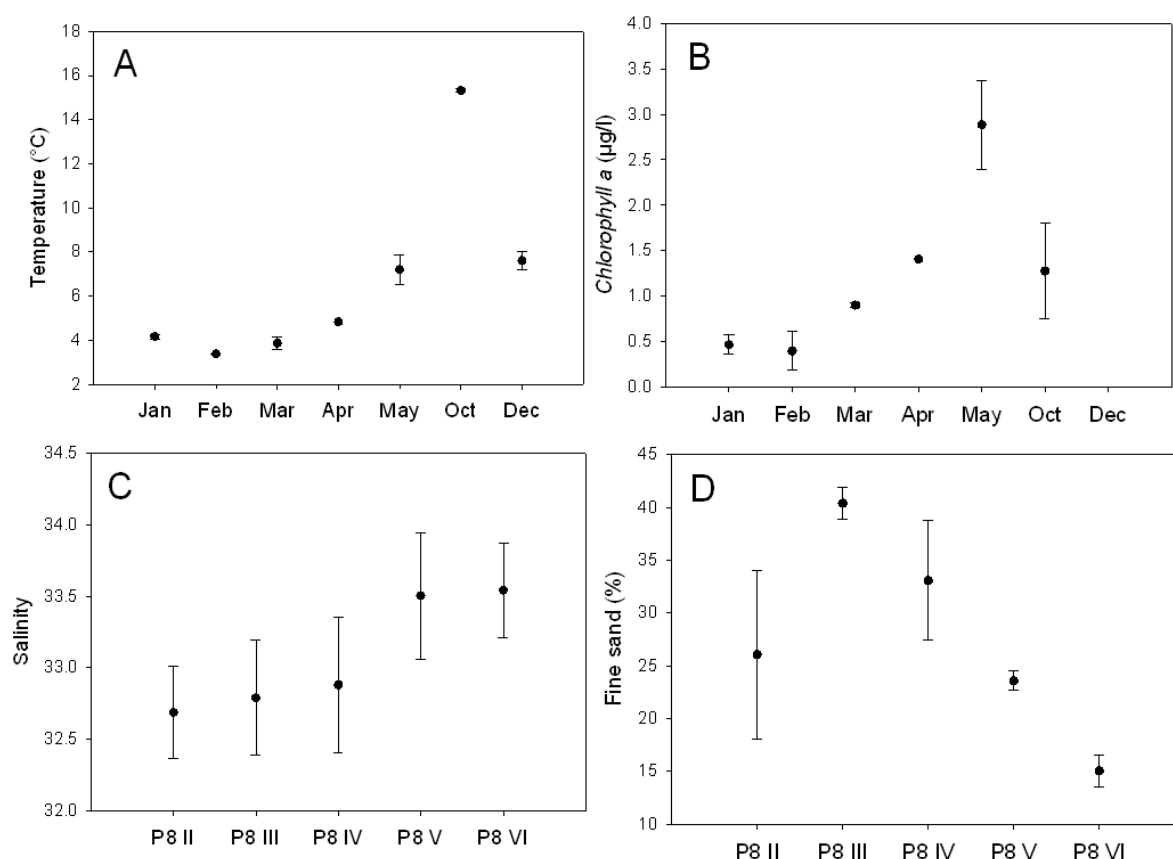 A
Temperature (°C)
18
16
14
12
10
8
6
4
2
Jan Feb Mar Apr May Oct Dec
B
Chlorophyll a (µg/l)
4.0
3.5
3.0
2.5
2.0
1.5
1.0
0.5
0.0
Jan Feb Mar Apr May Oct Dec
C
Salinity
34.5
34.0
33.5
33.0
32.5
32.0
P8 II P8 III P8 IV P8 V P8 VI
D
Fine sand (%)
45
40
35
30
25
20
15
10
P8 II P8 III P8 IV P8 V P8 VI